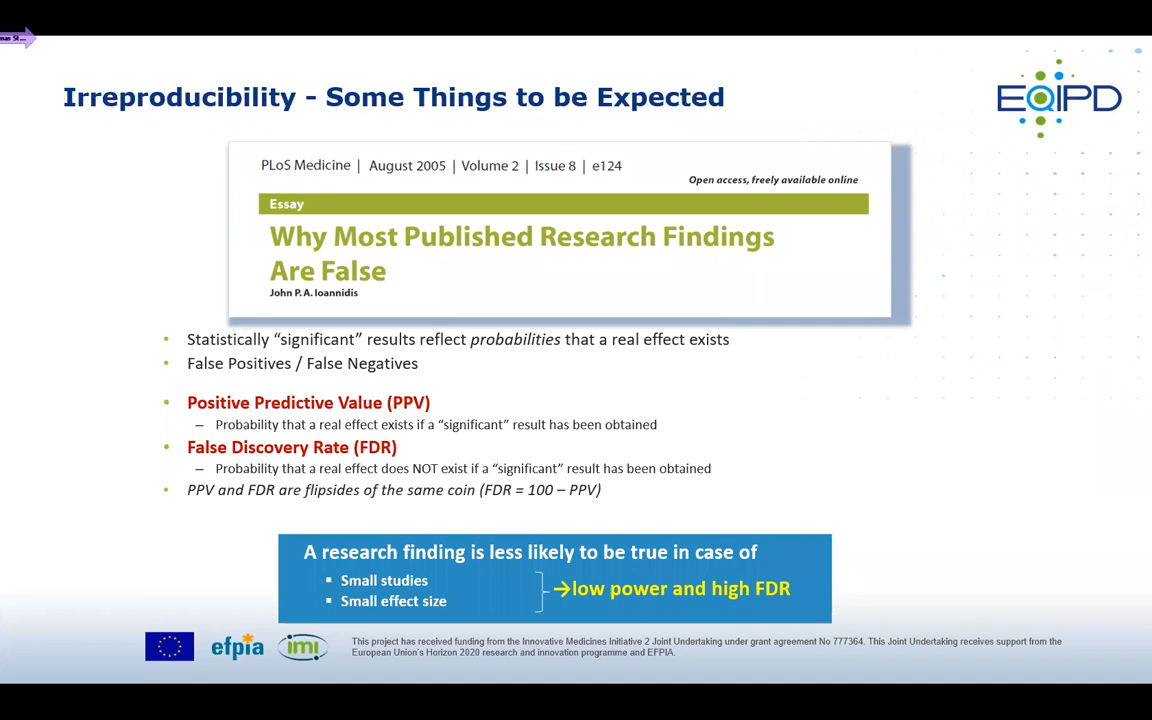 Irreproducibility - Some Things to be Expected
EQIPD
PLoS Medicine | August 2005 | Volume 2 | Issue 8 | e124
Open access, freely available online
Essay
Why Most Published Research Findings
Are False
John P. A. Ioannidis
• Statistically “significant” results reflect probabilities that a real effect exists
• False Positives / False Negatives
• Positive Predictive Value (PPV)
– Probability that a real effect exists if a “significant” result has been obtained
• False Discovery Rate (FDR)
– Probability that a real effect does NOT exist if a “significant” result has been obtained
• PPV and FDR are flipsides of the same coin (FDR = 100 – PPV)
A research finding is less likely to be true in case of
▪ Small studies
▪ Small effect size
→low power and high FDR
efpia
imi
This project has received funding from the Innovative Medicines Initiative 2 Joint Undertaking under grant agreement No 777364. This Joint Undertaking receives support from the
European Union’s Horizon 2020 research and innovation programme and EFPIA.